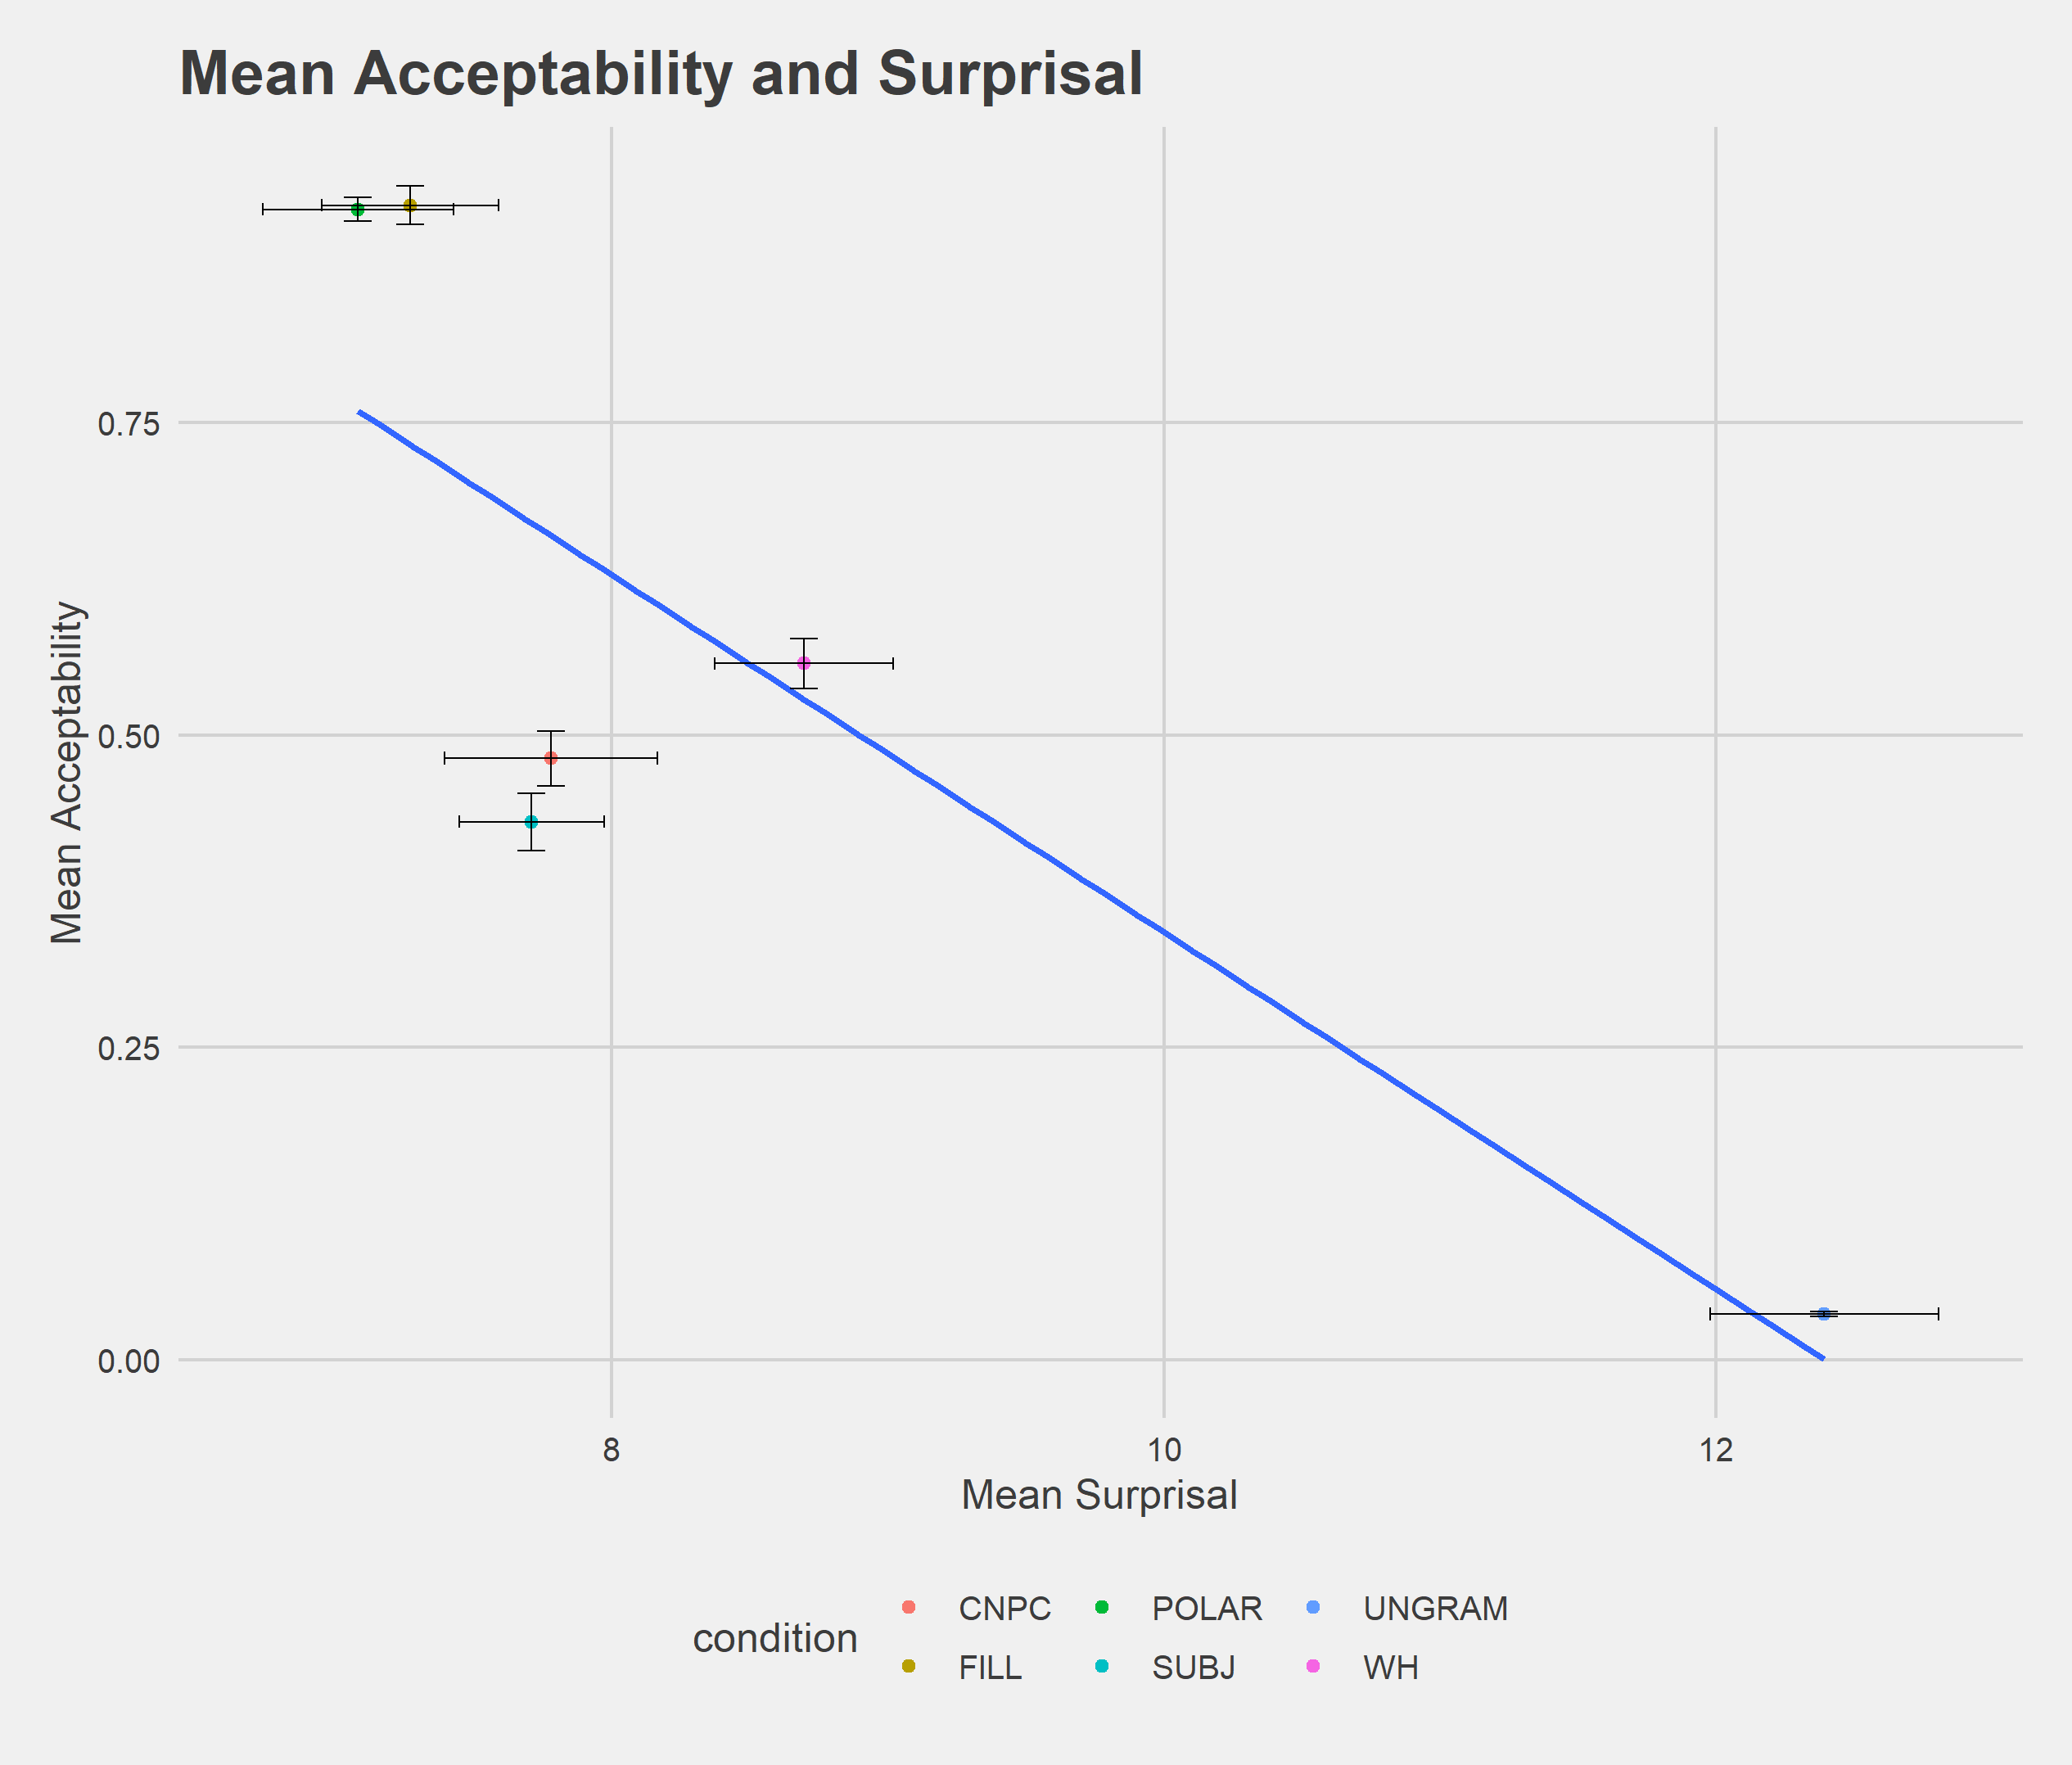 Mean Acceptability and Surprisal
Mean Acceptability
0.75
0.50
0.25
0.00
8 10 12
Mean Surprisal
condition
CNPC POLAR UNGRAM
FILL SUBJ WH